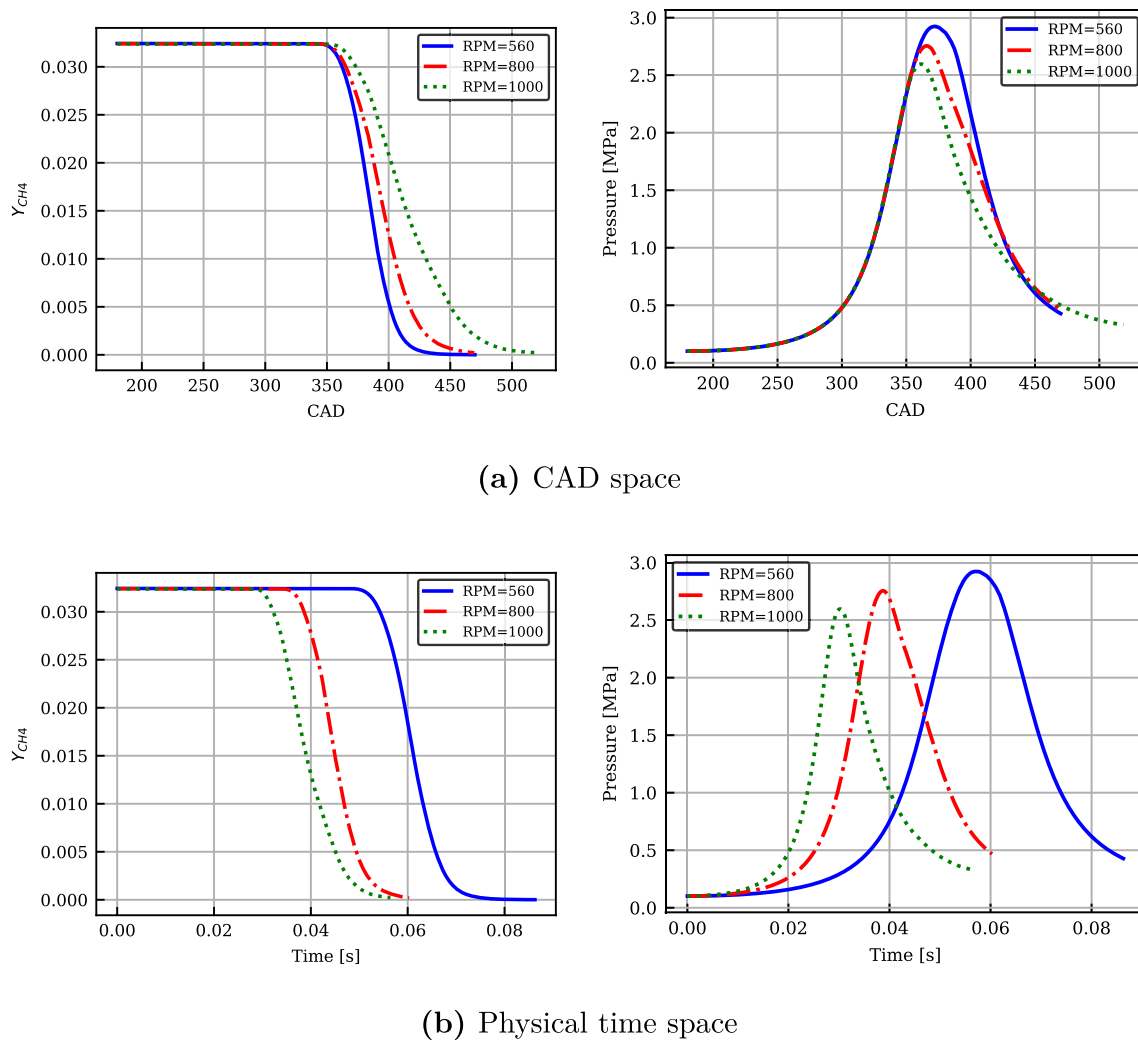 0.030
0.025
0.020
0.015
0.010
0.005
0.000
Y_CH4
RPM=560
RPM=800
RPM=1000
200 250 300 350 400 450 500
CAD
3.0
2.5
2.0
1.5
1.0
0.5
0.0
Pressure [MPa]
RPM=560
RPM=800
RPM=1000
200 250 300 350 400 450 500
CAD
(a) CAD space
0.030
0.025
0.020
0.015
0.010
0.005
0.000
Y_CH4
RPM=560
RPM=800
RPM=1000
0.00 0.02 0.04 0.06 0.08
Time [s]
3.0
2.5
2.0
1.5
1.0
0.5
0.0
Pressure [MPa]
RPM=560
RPM=800
RPM=1000
0.00 0.02 0.04 0.06 0.08
Time [s]
(b) Physical time space